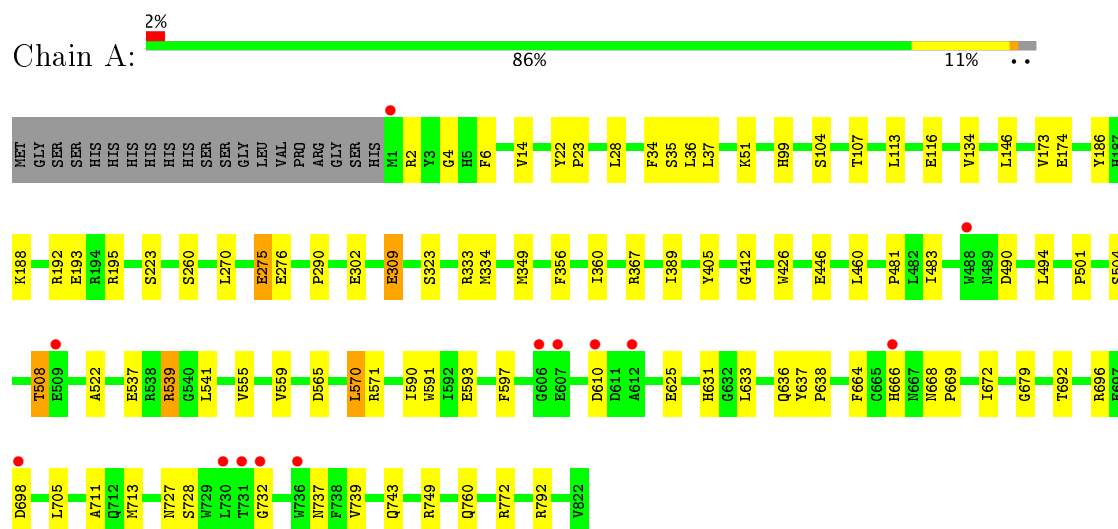 2%
Chain A:
86% 11% • •
MET GLY SER SER HIS HIS HIS HIS HIS HIS SER SER GLY LEU VAL PRO ARG GLY SER HIS M1 R2 Y3 G4 H5 F6 V14 Y22 P23 L28 F34 S35 L36 L37 K51 H99 S104 T107 L113 E116 V134 L146 V173 E174 Y186 H187
K188 R192 E193 R194 R195 S223 S260 L270 E275 E276 P290 E302 E309 S323 R333 M334 M349 F356 I360 R367 I399 Y405 G412 W426 E446 L460 P481 L482 I483 W488 N489 D490 L494 P501 S504
T508 E509 A522 E537 R538 R539 G540 L541 V555 V559 D565 L570 R571 I590 W591 I592 E593 F597 G606 E607 D610 D611 A612 E625 H631 G632 L633 Q636 Y637 P638 F664 C665 H666 N667 N668 P669 I672 G679 T692 R696 E697
D698 L705 A711 Q712 M713 N727 S728 W729 L730 T731 G732 W736 N737 F738 V739 Q743 R749 Q760 R772 R792 V822